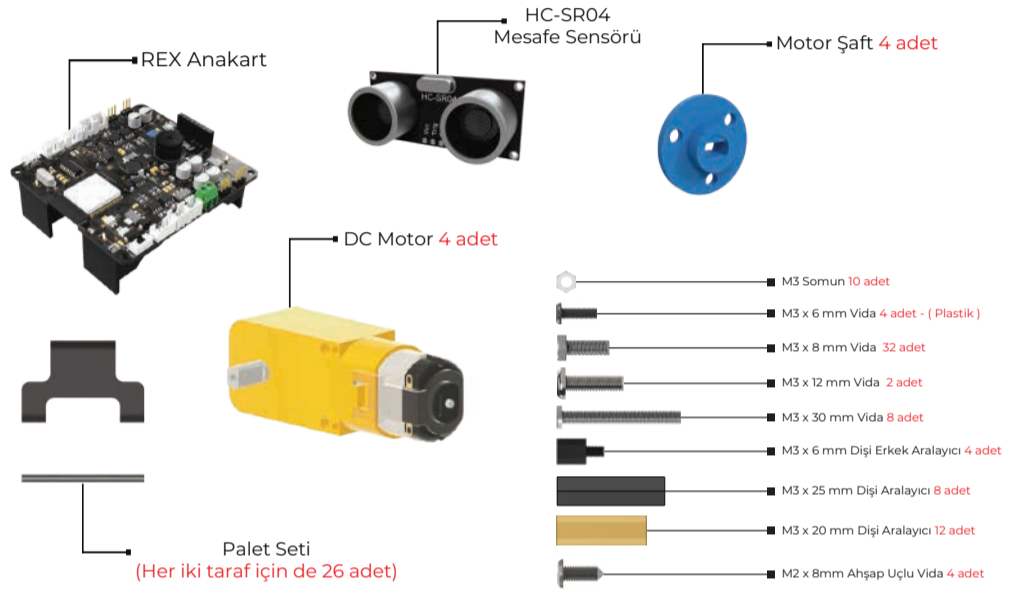 HC-SR04
Mesafe Sensörü
REX Anakart
Motor Şaft 4 adet
HC-SR04
Vcc
Trig
DC Motor 4 adet
M3 Somun 10 adet
M3 x 6 mm Vida 4 adet - ( Plastik )
M3 x 8 mm Vida 32 adet
M3 x 12 mm Vida 2 adet
M3 x 30 mm Vida 8 adet
M3 x 6 mm Dişi Erkek Aralayıcı 4 adet
M3 x 25 mm Dişi Aralayıcı 8 adet
M3 x 20 mm Dişi Aralayıcı 12 adet
M2 x 8mm Ahşap Uçlu Vida 4 adet
Palet Seti
(Her iki taraf için de 26 adet)